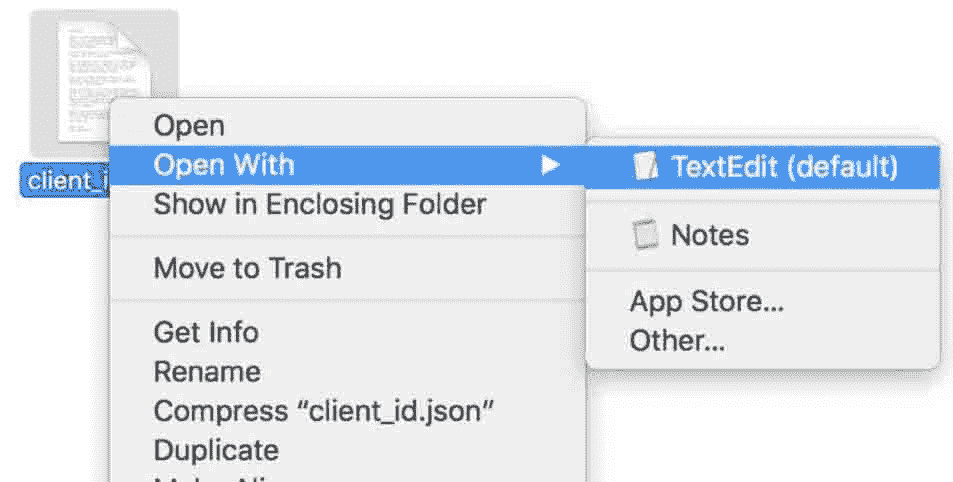 client_
Open
Open With
Show in Enclosing Folder
Move to Trash
Get Info
Rename
Compress “client_id.json”
Duplicate
TextEdit (default)
Notes
App Store...
Other...